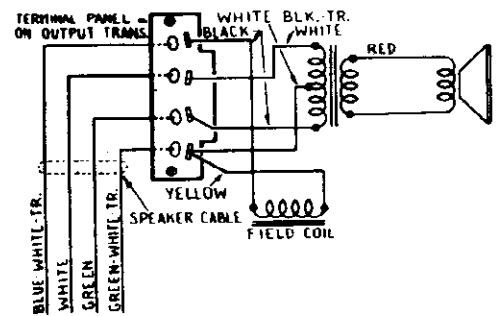 TERMINAL PANEL -
ON OUTPUT TRANS.
WHITE BLK.-TR.
BLACK
WHITE
RED
YELLOW
SPEAKER CABLE
FIELD COIL
BLUE-WHITE-TR.
WHITE
GREEN
GREEN-WHITE TR.